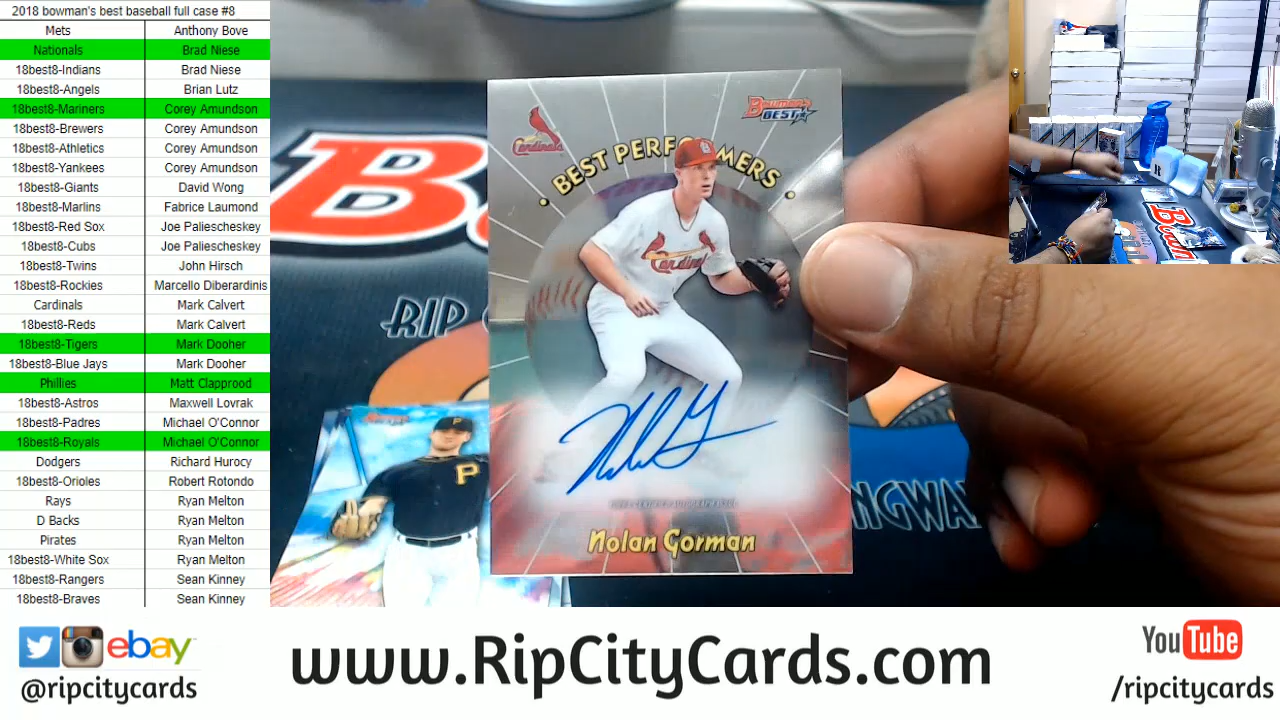 2018 bowman's best baseball full case #8
Mets Anthony Bove
Nationals Brad Niese
18best8-Indians Brad Niese
18best8-Angels Brian Lutz
18best8-Mariners Corey Amundson
18best8-Brewers Corey Amundson
18best8-Athletics Corey Amundson
18best8-Yankees Corey Amundson
18best8-Giants David Wong
18best8-Marlins Fabrice Laumond
18best8-Red Sox Joe Paliescheskey
18best8-Cubs Joe Paliescheskey
18best8-Twins John Hirsch
18best8-Rockies Marcello Diberardinis
Cardinals Mark Calvert
18best8-Reds Mark Calvert
18best8-Tigers Mark Dooher
18best8-Blue Jays Mark Dooher
Phillies Matt Clapprood
18best8-Astros Maxwell Lovrak
18best8-Padres Michael O'Connor
18best8-Royals Michael O'Connor
Dodgers Richard Hurocy
18best8-Orioles Robert Rotondo
Rays Ryan Melton
D Backs Ryan Melton
Pirates Ryan Melton
18best8-White Sox Ryan Melton
18best8-Rangers Sean Kinney
18best8-Braves Sean Kinney
Cardinals
Bowman's
BEST
BEST PERFORMERS
Cardinals
Nolan Gorman
RIP
P
P
ebay
@ripcitycards
www.RipCityCards.com
YouTube
/ripcitycards